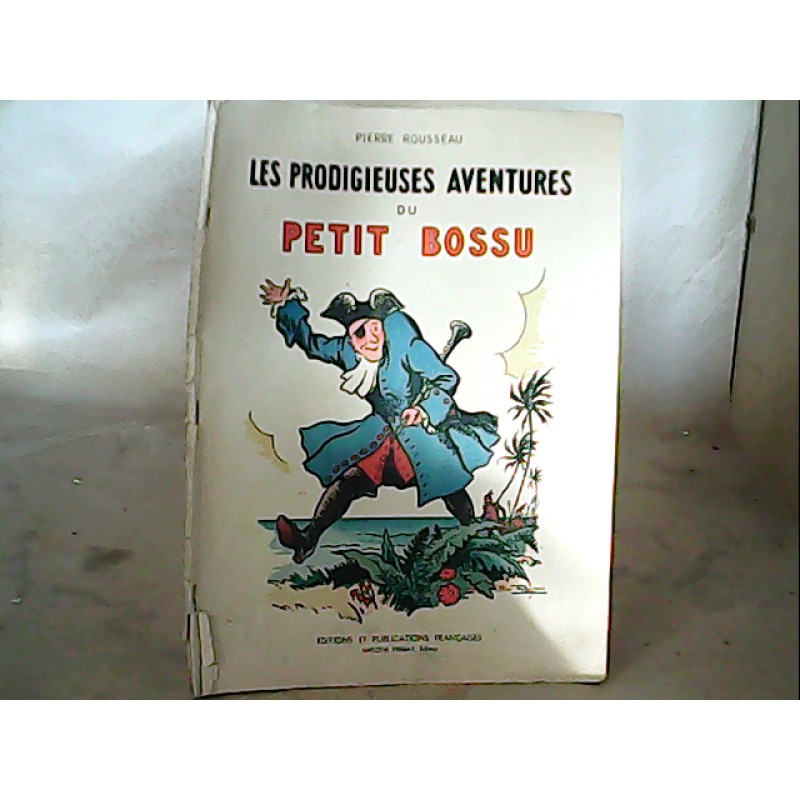 PIERRE ROUSSEAU
LES PRODIGIEUSES AVENTURES
DU
PETIT BOSSU
EDITIONS ET PUBLICATIONS FRANÇAISES